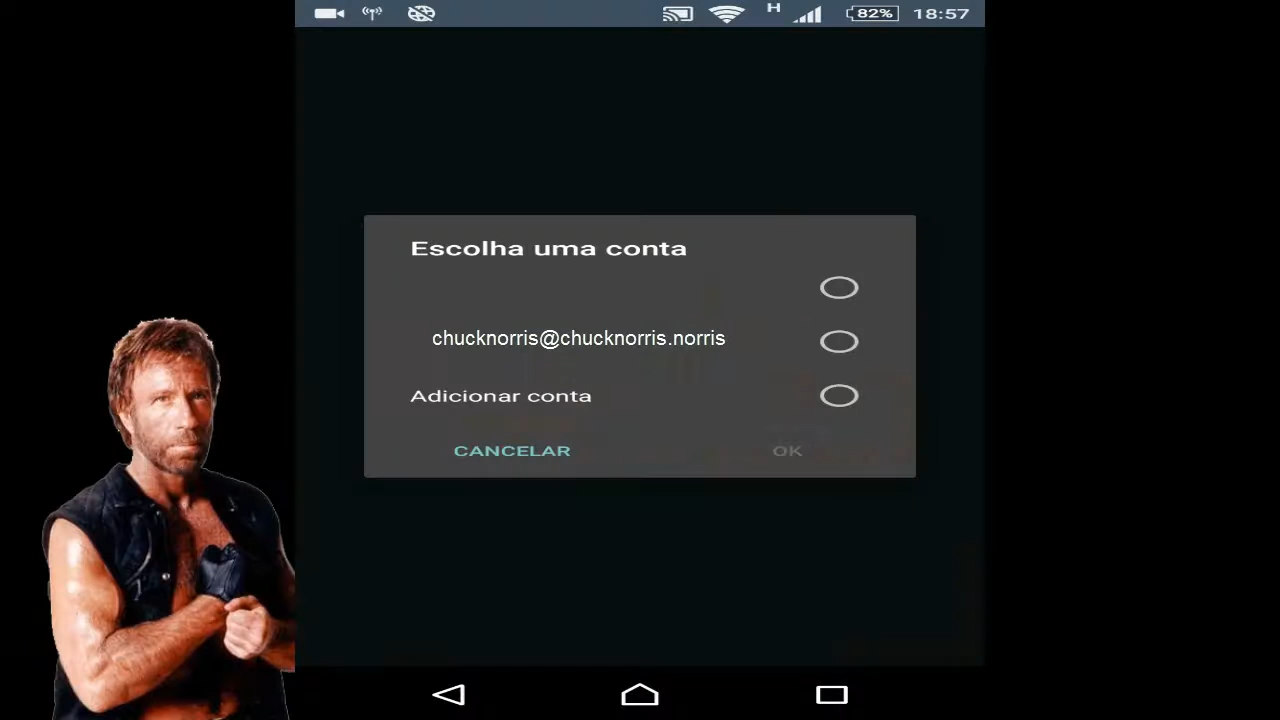 H 82% 18:57
Escolha uma conta
chucknorris@chucknorris.norris
Adicionar conta
CANCELAR OK